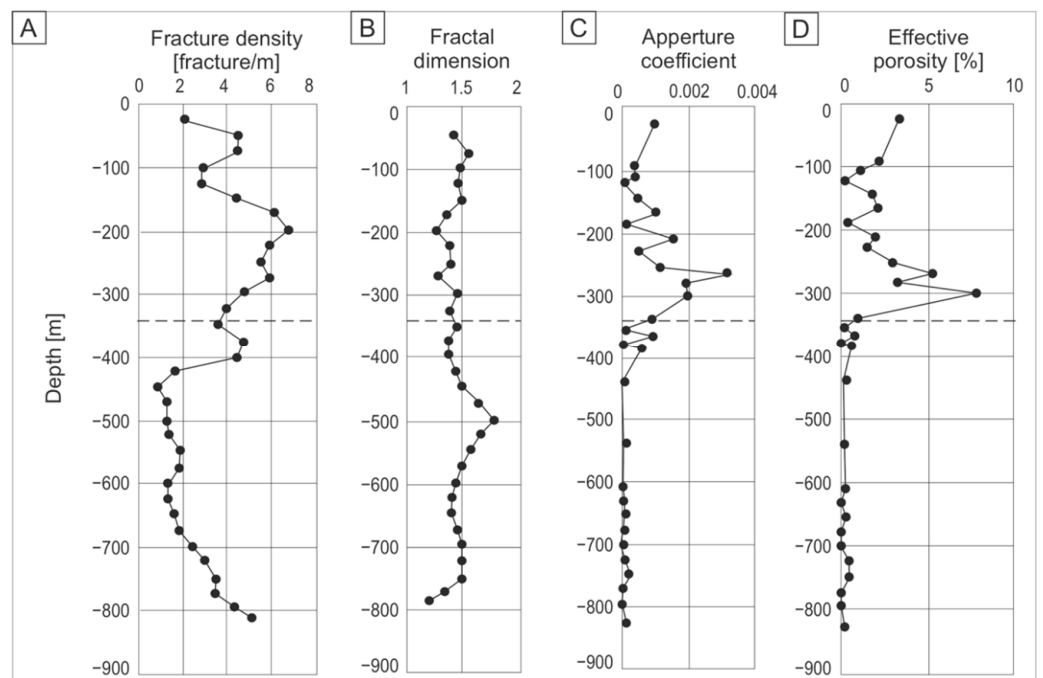 A
Fracture density
[fracture/m]
0 2 4 6 8
0
−100
−200
−300
−400
−500
−600
−700
−800
−900
Depth [m]
B
Fractal
dimension
1 1.5 2
0
−100
−200
−300
−400
−500
−600
−700
−800
−900
C
Apperture
coefficient
0 0.002 0.004
0
−100
−200
−300
−400
−500
−600
−700
−800
−900
D
Effective
porosity [%]
0 5 10
0
−100
−200
−300
−400
−500
−600
−700
−800
−900